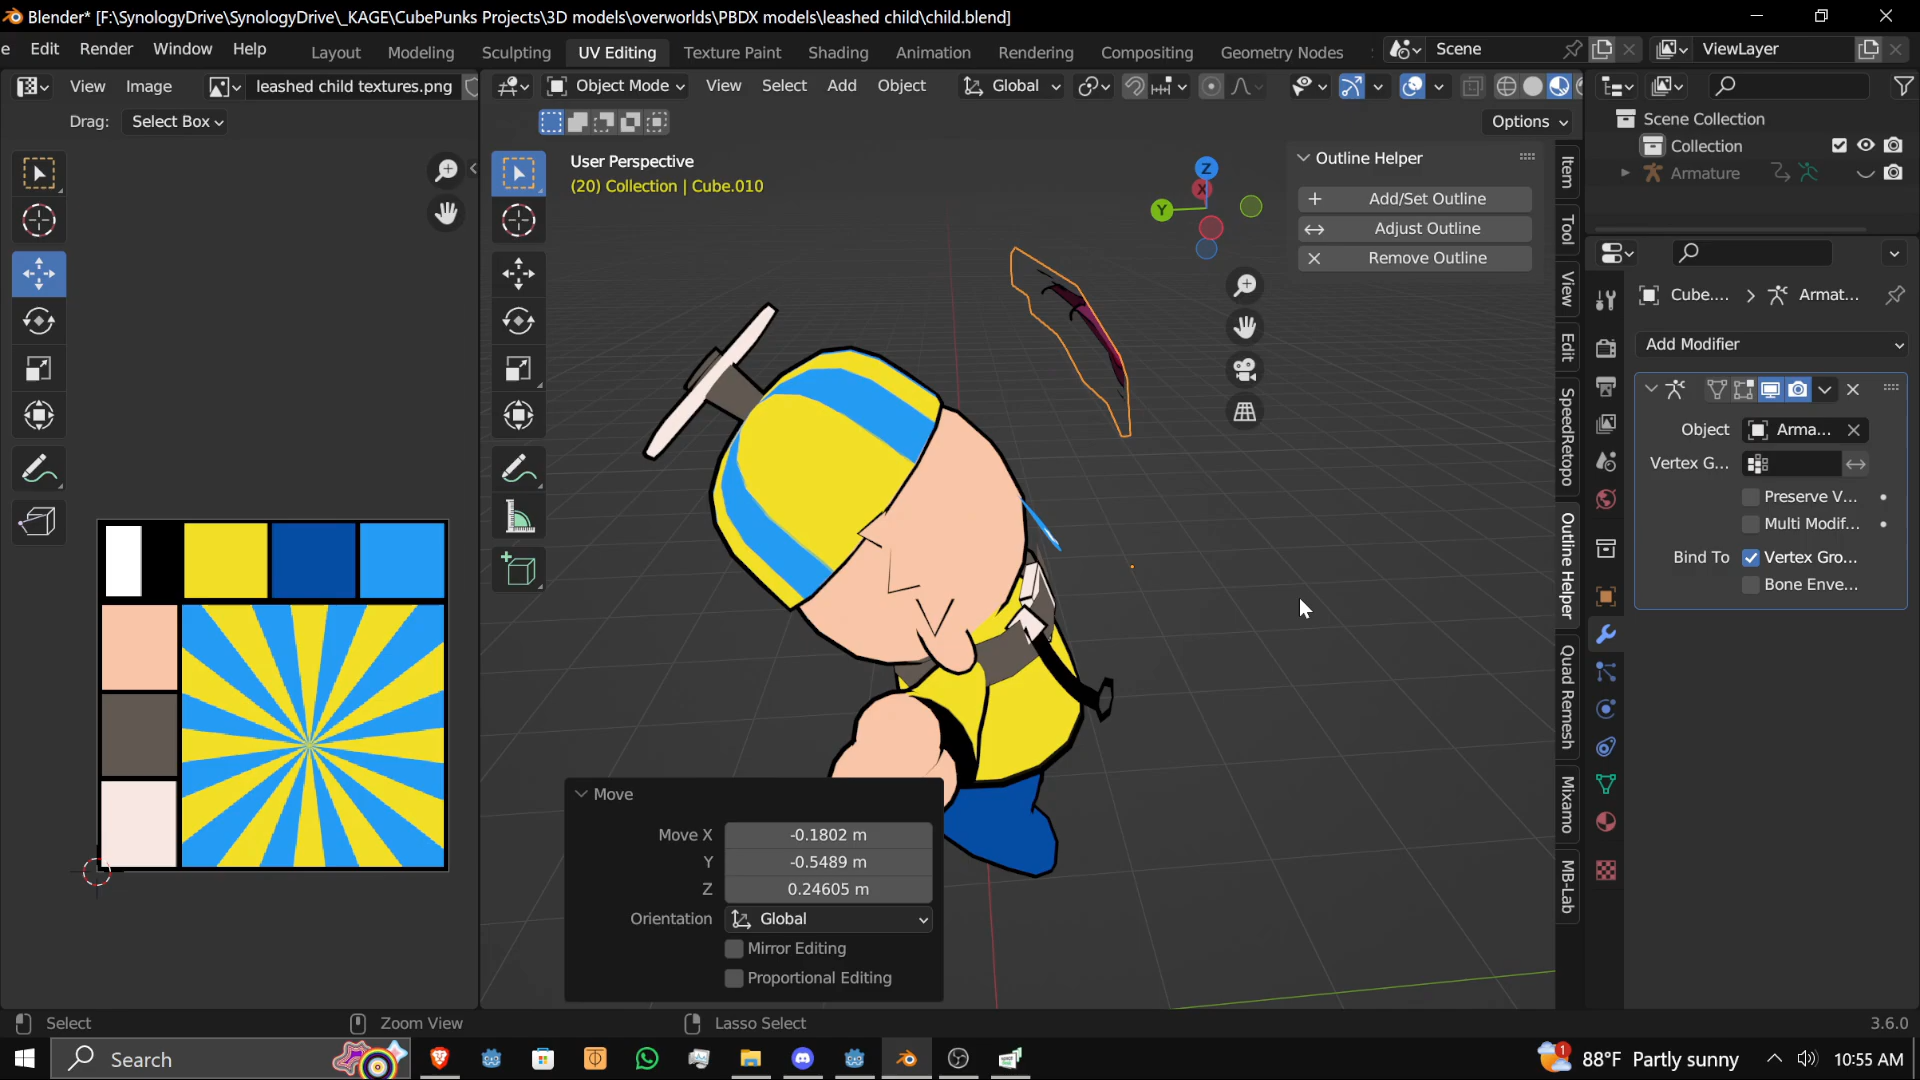 Blender* [F:\SynologyDrive\SynologyDrive\_KAGE\CubePunks Projects\3D models\overworlds\PBDX models\leashed child\child.blend]
e Edit Render Window Help Layout Modeling Sculpting UV Editing Texture Paint Shading Animation Rendering Compositing Geometry Nodes Scene ViewLayer
View Image leashed child textures.png Object Mode View Select Add Object Global
Drag: Select Box Options
User Perspective
(20) Collection | Cube.010
Z
X
Y
Outline Helper
Add/Set Outline
Adjust Outline
Remove Outline
Item
Tool
View
Edit
SpeedRetopo
Outline Helper
Quad Remesh
Mixamo
MB-Lab
Scene Collection
Collection
Armature
Cube.... Armat...
Add Modifier
Object Arma...
Vertex G...
Preserve V...
Multi Modif...
Bind To Vertex Gro...
Bone Enve...
Move
Move X -0.1802 m
Y -0.5489 m
Z 0.24605 m
Orientation Global
Mirror Editing
Proportional Editing
Select Zoom View Lasso Select 3.6.0
Search 1 88°F Partly sunny 10:55 AM